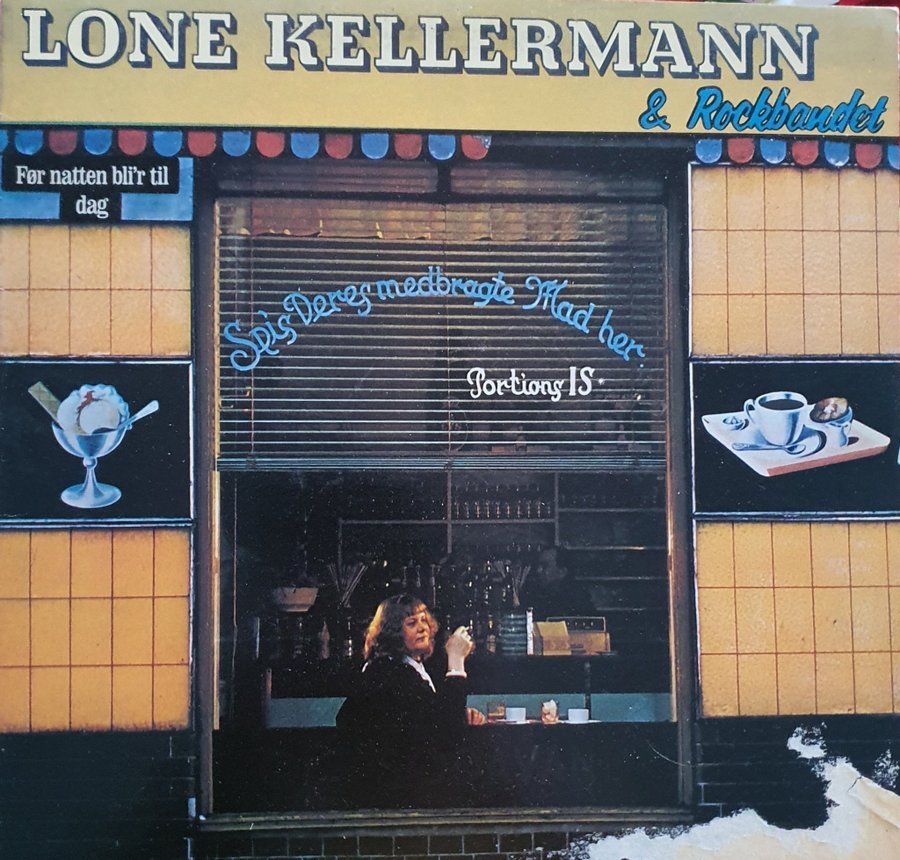 LONE KELLERMANN
& Rockbandet
Før natten bli'r til
dag
Spis Deres medbragte Mad her.
Portions IS.